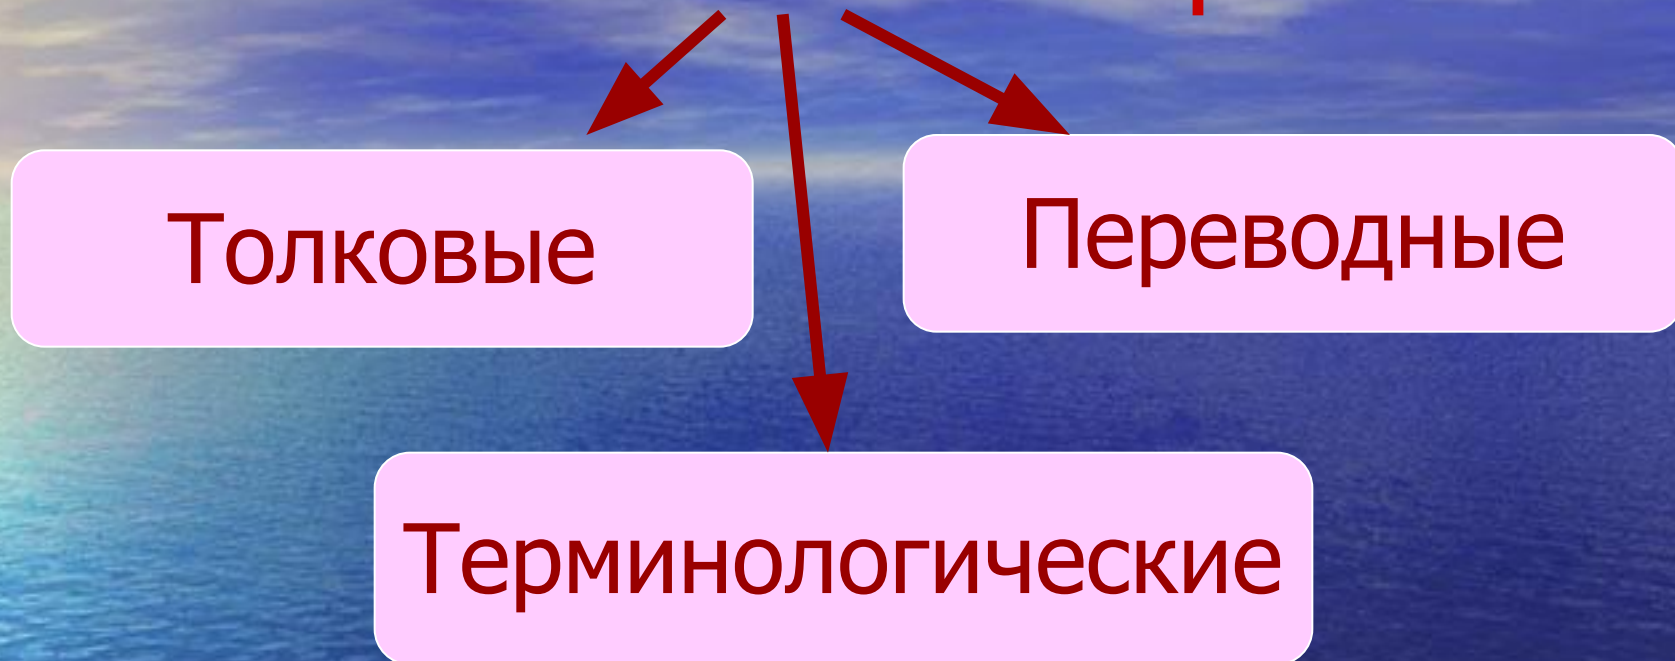 Толковые
Переводные
Терминологические